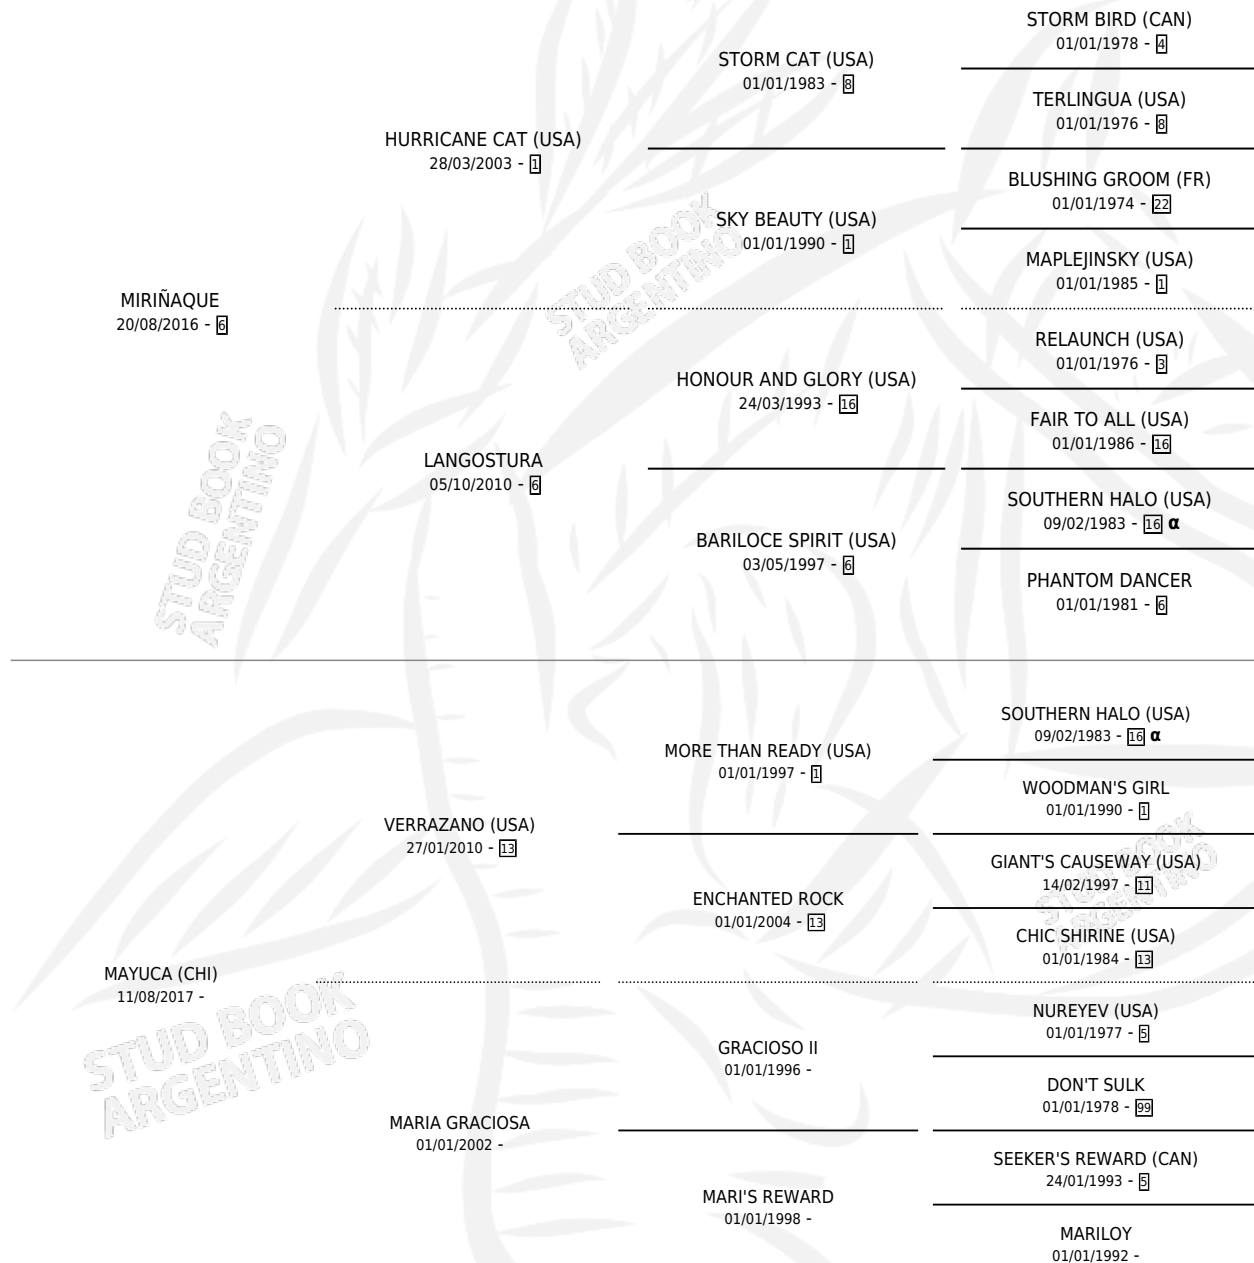 STORM BIRD (CAN)
01/01/1978 - 4
STORM CAT (USA)
01/01/1983 - 8
TERLINGUA (USA)
01/01/1976 - 8
HURRICANE CAT (USA)
28/03/2003 - 1
BLUSHING GROOM (FR)
01/01/1974 - 22
SKY BEAUTY (USA)
01/01/1990 - 1
MAPLEJINSKY (USA)
01/01/1985 - 1
MIRIÑAQUE
20/08/2016 - 6
RELAUNCH (USA)
01/01/1976 - 3
HONOUR AND GLORY (USA)
24/03/1993 - 16
FAIR TO ALL (USA)
01/01/1986 - 16
LANGOSTURA
05/10/2010 - 6
SOUTHERN HALO (USA)
09/02/1983 - 16 α
BARILOCE SPIRIT (USA)
03/05/1997 - 6
PHANTOM DANCER
01/01/1981 - 6
SOUTHERN HALO (USA)
09/02/1983 - 16 α
MORE THAN READY (USA)
01/01/1997 - 1
WOODMAN'S GIRL
01/01/1990 - 1
VERRAZANO (USA)
27/01/2010 - 13
GIANT'S CAUSEWAY (USA)
14/02/1997 - 11
ENCHANTED ROCK
01/01/2004 - 13
CHIC SHIRINE (USA)
01/01/1984 - 13
MAYUCA (CHI)
11/08/2017 -
NUREYEV (USA)
01/01/1977 - 5
GRACIOSO II
01/01/1996 -
DON'T SULK
01/01/1978 - 99
MARIA GRACIOSA
01/01/2002 -
SEEKER'S REWARD (CAN)
24/01/1993 - 5
MARI'S REWARD
01/01/1998 -
MARILOY
01/01/1992 -
STUD BOOK
ARGENTINO
STUD BOOK
ARGENTINO
STUD BOOK
ARGENTINO
STUD BOOK
ARGENTINO